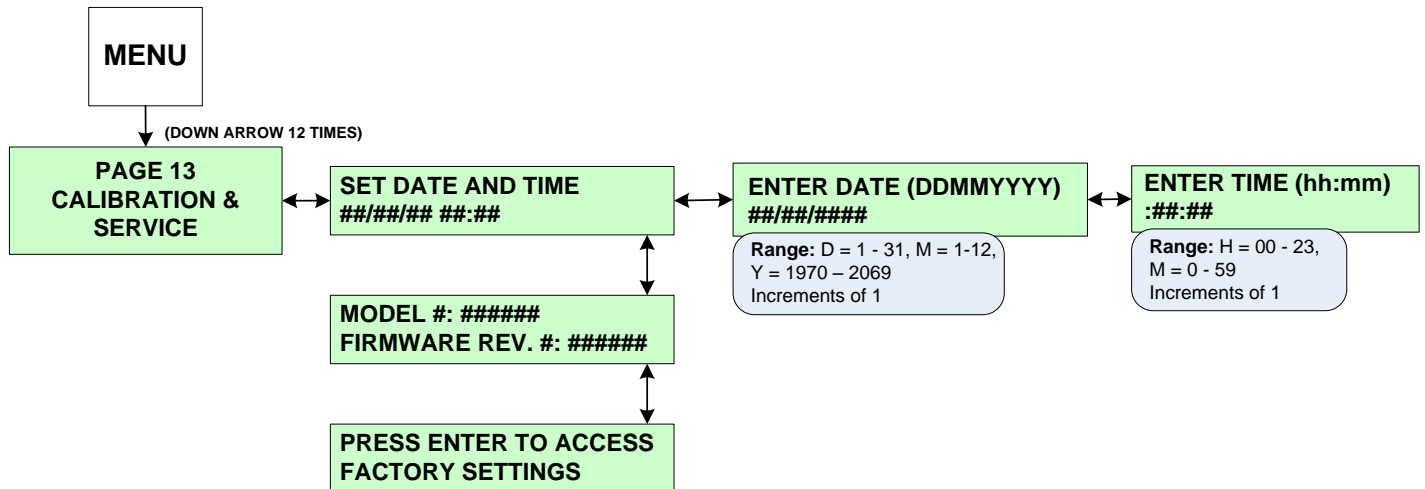 MENU
(DOWN ARROW 12 TIMES)
PAGE 13
CALIBRATION &
SERVICE
SET DATE AND TIME
##/##/## ##:##
ENTER DATE (DDMMYYYY)
##/##/####
Range: D = 1 - 31, M = 1-12,
Y = 1970 – 2069
Increments of 1
ENTER TIME (hh:mm)
:##:##
Range: H = 00 - 23,
M = 0 - 59
Increments of 1
MODEL #: ######
FIRMWARE REV. #: ######
PRESS ENTER TO ACCESS
FACTORY SETTINGS